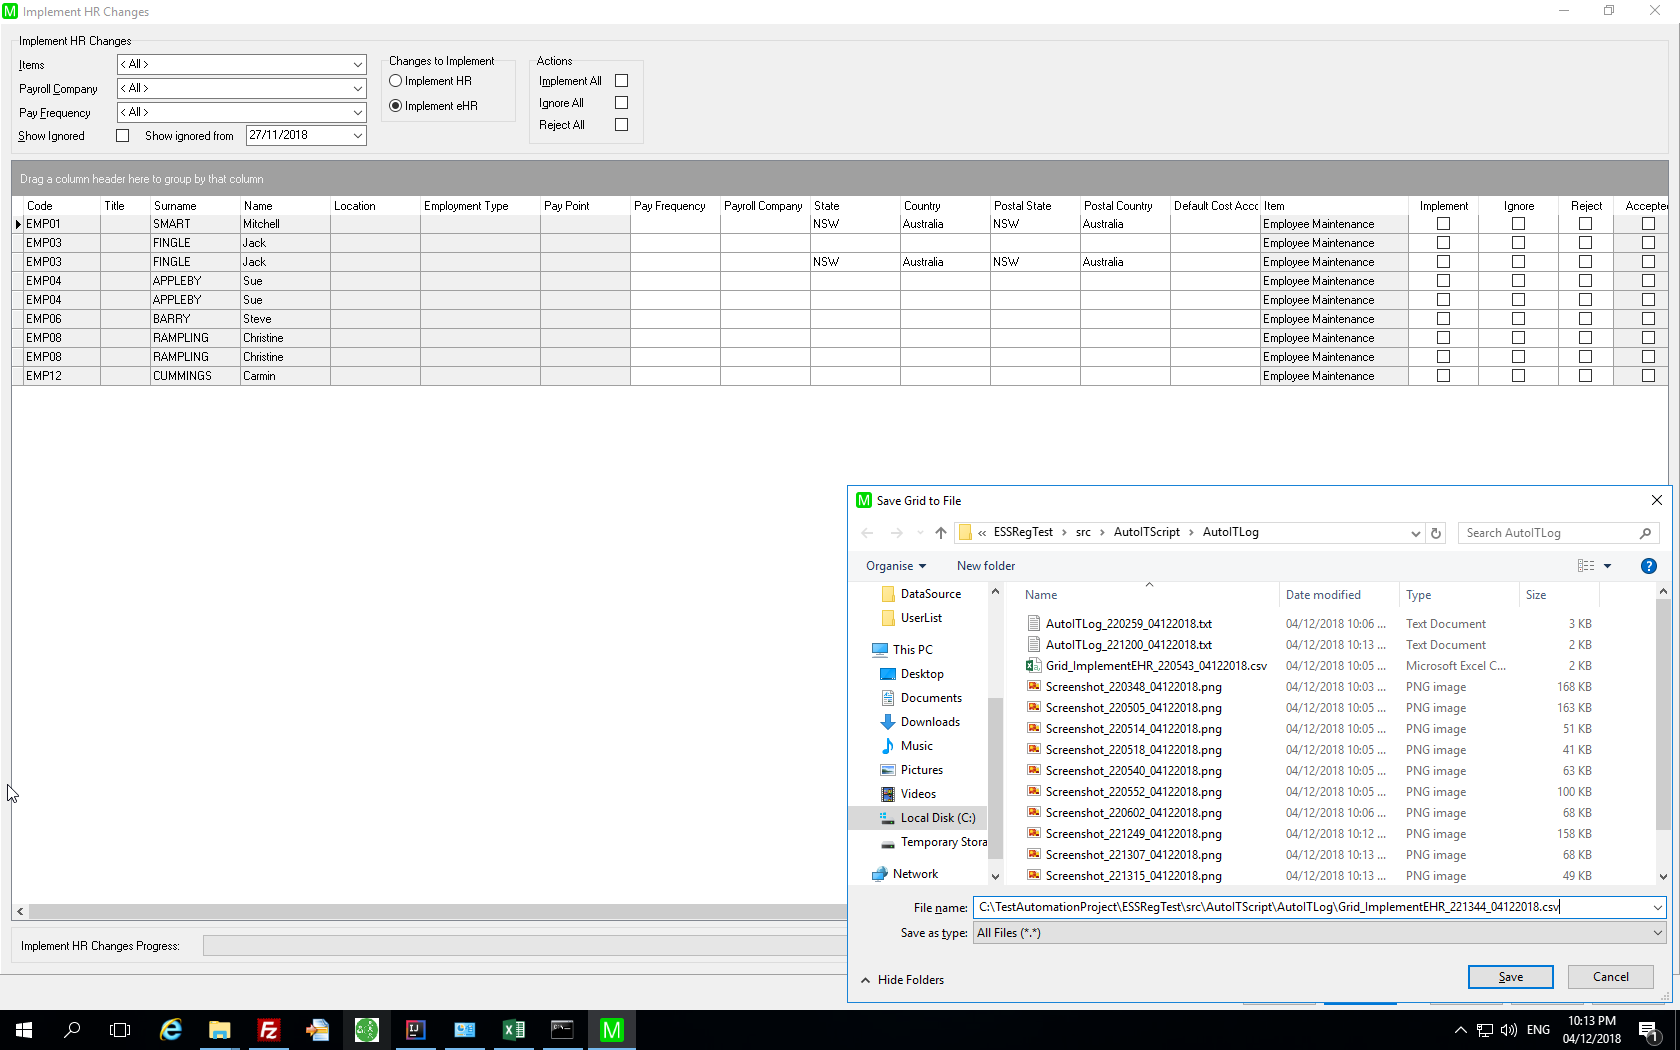 M Implement HR Changes
Implement HR Changes
Items < All >
Payroll Company < All >
Pay Frequency < All >
Show Ignored Show ignored from 27/11/2018
Changes to Implement
Implement HR
Implement eHR
Actions
Implement All
Ignore All
Reject All
Drag a column header here to group by that column
Code Title Surname Name Location Employment Type Pay Point Pay Frequency Payroll Company State Country Postal State Postal Country Default Cost Accc Item Implement Ignore Reject Accepted
EMP01 SMART Mitchell NSW Australia NSW Australia Employee Maintenance
EMP03 FINGLE Jack Employee Maintenance
EMP03 FINGLE Jack NSW Australia NSW Australia Employee Maintenance
EMP04 APPLEBY Sue Employee Maintenance
EMP04 APPLEBY Sue Employee Maintenance
EMP06 BARRY Steve Employee Maintenance
EMP08 RAMPLING Christine Employee Maintenance
EMP08 RAMPLING Christine Employee Maintenance
EMP12 CUMMINGS Carmin Employee Maintenance
Implement HR Changes Progress:
M Save Grid to File
« ESSRegTest › src › AutoITScript › AutoITLog
Search AutoITLog
Organise New folder
?
DataSource
UserList
This PC
Desktop
Documents
Downloads
Music
Pictures
Videos
Local Disk (C:)
Temporary Stora
Network
Name Date modified Type Size
AutoITLog_220259_04122018.txt 04/12/2018 10:06 ... Text Document 3 KB
AutoITLog_221200_04122018.txt 04/12/2018 10:13 ... Text Document 2 KB
Grid_ImplementEHR_220543_04122018.csv 04/12/2018 10:05 ... Microsoft Excel C... 2 KB
Screenshot_220348_04122018.png 04/12/2018 10:03 ... PNG image 168 KB
Screenshot_220505_04122018.png 04/12/2018 10:05 ... PNG image 163 KB
Screenshot_220514_04122018.png 04/12/2018 10:05 ... PNG image 51 KB
Screenshot_220518_04122018.png 04/12/2018 10:05 ... PNG image 41 KB
Screenshot_220540_04122018.png 04/12/2018 10:05 ... PNG image 63 KB
Screenshot_220552_04122018.png 04/12/2018 10:05 ... PNG image 100 KB
Screenshot_220602_04122018.png 04/12/2018 10:06 ... PNG image 68 KB
Screenshot_221249_04122018.png 04/12/2018 10:12 ... PNG image 158 KB
Screenshot_221307_04122018.png 04/12/2018 10:13 ... PNG image 68 KB
Screenshot_221315_04122018.png 04/12/2018 10:13 ... PNG image 49 KB
File name: C:\TestAutomationProject\ESSRegTest\src\AutoITScript\AutoITLog\Grid_ImplementEHR_221344_04122018.csv
Save as type: All Files (*.*)
Hide Folders
Save Cancel
ENG
10:13 PM
04/12/2018
1